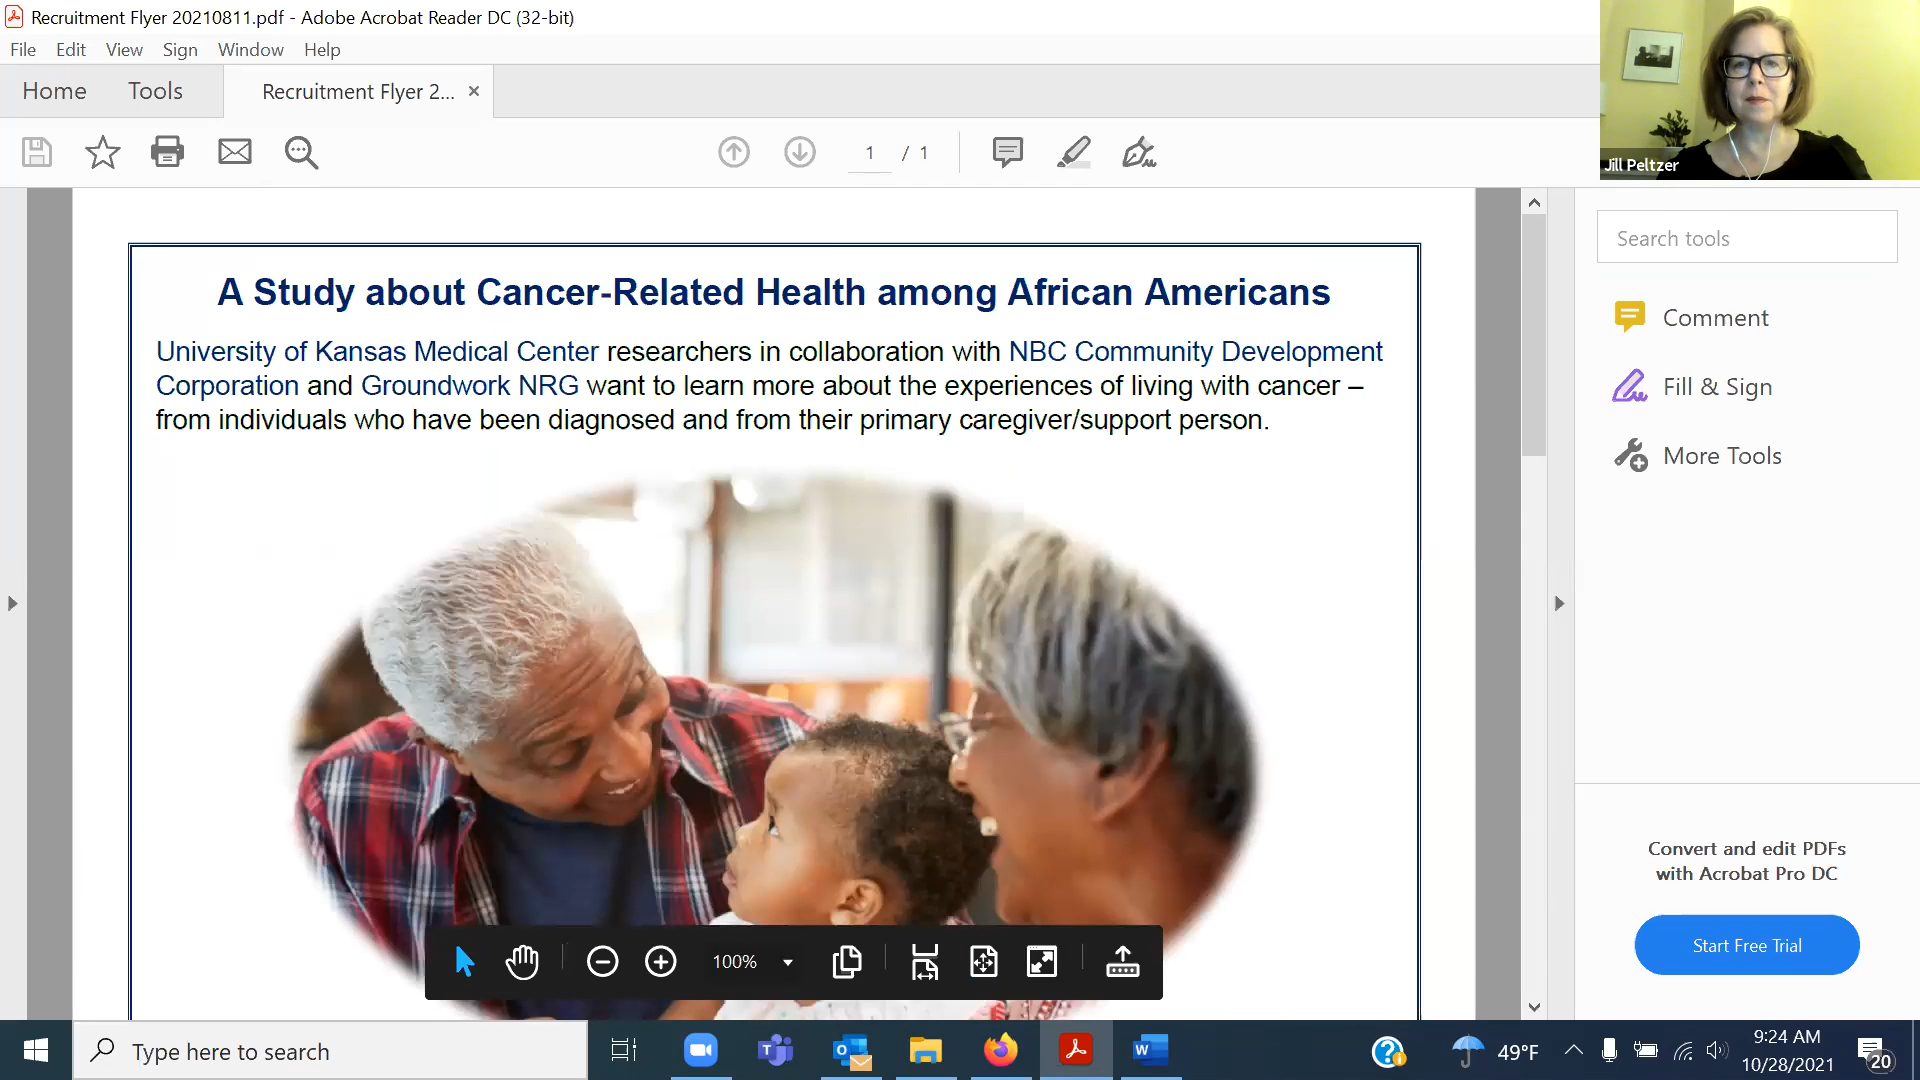 Recruitment Flyer 20210811.pdf - Adobe Acrobat Reader DC (32-bit)
File Edit View Sign Window Help
Home Tools Recruitment Flyer 2... ×
1 / 1
Jill Peltzer
Search tools
Comment
Fill & Sign
More Tools
A Study about Cancer-Related Health among African Americans
University of Kansas Medical Center researchers in collaboration with NBC Community Development
Corporation and Groundwork NRG want to learn more about the experiences of living with cancer –
from individuals who have been diagnosed and from their primary caregiver/support person.
Convert and edit PDFs
with Acrobat Pro DC
Start Free Trial
100%
Type here to search
49°F
9:24 AM
10/28/2021
20